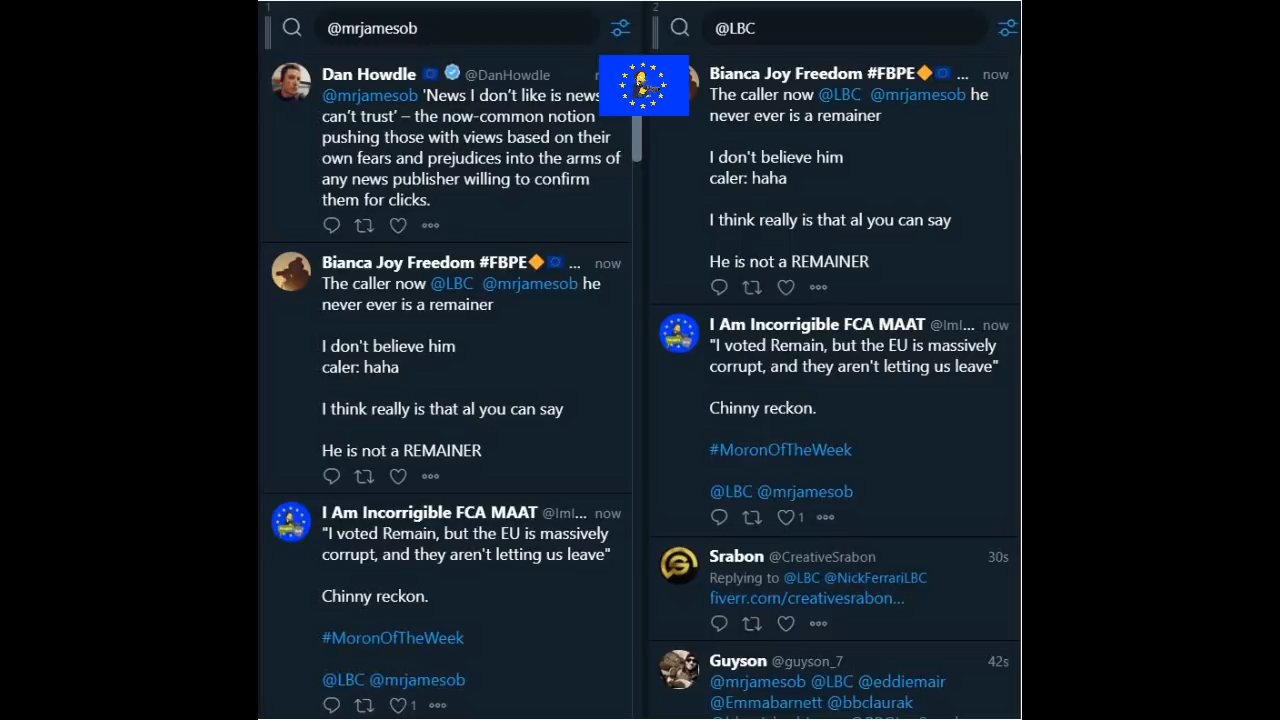 1
@mrjamesob
Dan Howdle @DanHowdle
@mrjamesob 'News I don't like is news
can't trust' – the now-common notion
pushing those with views based on their
own fears and prejudices into the arms of
any news publisher willing to confirm
them for clicks.
Bianca Joy Freedom #FBPE ... now
The caller now @LBC @mrjamesob he
never ever is a remainer
I don't believe him
caler: haha
I think really is that al you can say
He is not a REMAINER
I Am Incorrigible FCA MAAT @ImI... now
"I voted Remain, but the EU is massively
corrupt, and they aren't letting us leave"
Chinny reckon.
#MoronOfTheWeek
@LBC @mrjamesob
1
2
@LBC
Bianca Joy Freedom #FBPE ... now
The caller now @LBC @mrjamesob he
never ever is a remainer
I don't believe him
caler: haha
I think really is that al you can say
He is not a REMAINER
I Am Incorrigible FCA MAAT @ImI... now
"I voted Remain, but the EU is massively
corrupt, and they aren't letting us leave"
Chinny reckon.
#MoronOfTheWeek
@LBC @mrjamesob
1
Srabon @CreativeSrabon 30s
Replying to @LBC @NickFerrariLBC
fiverr.com/creativesrabon...
Guyson @guyson_7 42s
@mrjamesob @LBC @eddiemair
@Emmabarnett @bbclaurak